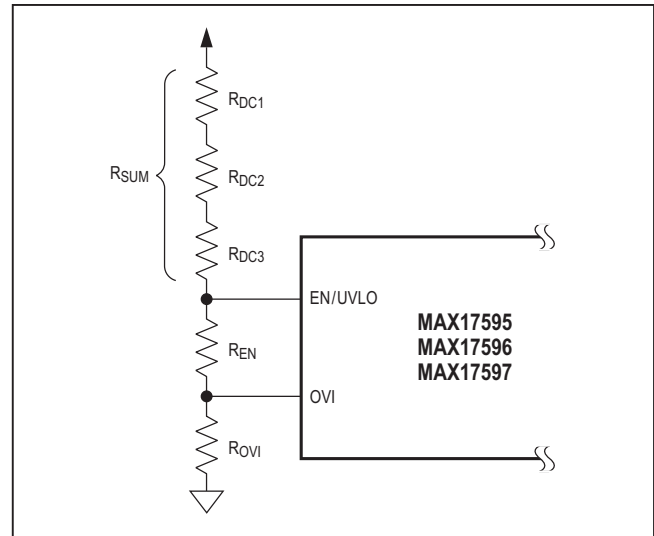 RDC1
RSUM
RDC2
RDC3
EN/UVLO
MAX17595
MAX17596
MAX17597
REN
OVI
ROVI